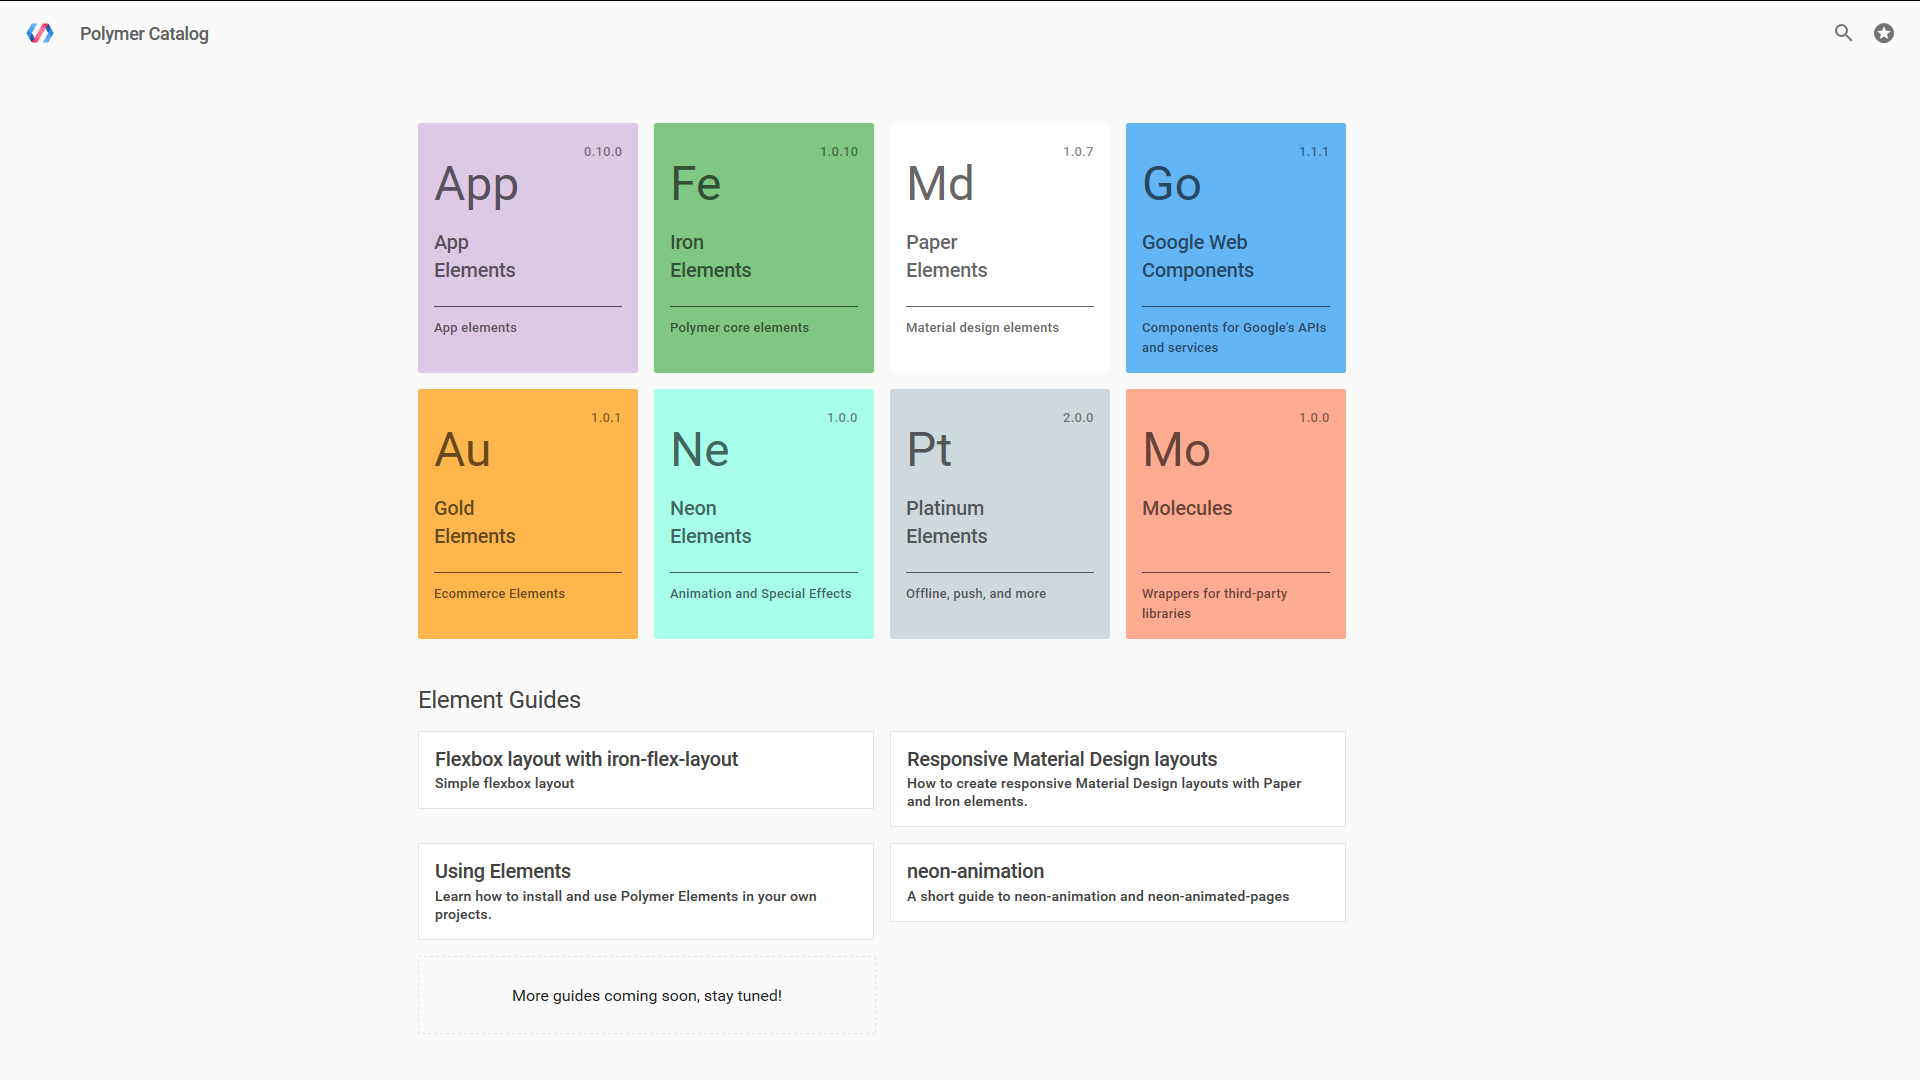 Polymer Catalog
0.10.0
App
App
Elements
App elements
1.0.10
Fe
Iron
Elements
Polymer core elements
1.0.7
Md
Paper
Elements
Material design elements
1.1.1
Go
Google Web
Components
Components for Google's APIs
and services
1.0.1
Au
Gold
Elements
Ecommerce Elements
1.0.0
Ne
Neon
Elements
Animation and Special Effects
2.0.0
Pt
Platinum
Elements
Offline, push, and more
1.0.0
Mo
Molecules
Wrappers for third-party
libraries
Element Guides
Flexbox layout with iron-flex-layout
Simple flexbox layout
Responsive Material Design layouts
How to create responsive Material Design layouts with Paper
and Iron elements.
Using Elements
Learn how to install and use Polymer Elements in your own
projects.
neon-animation
A short guide to neon-animation and neon-animated-pages
More guides coming soon, stay tuned!